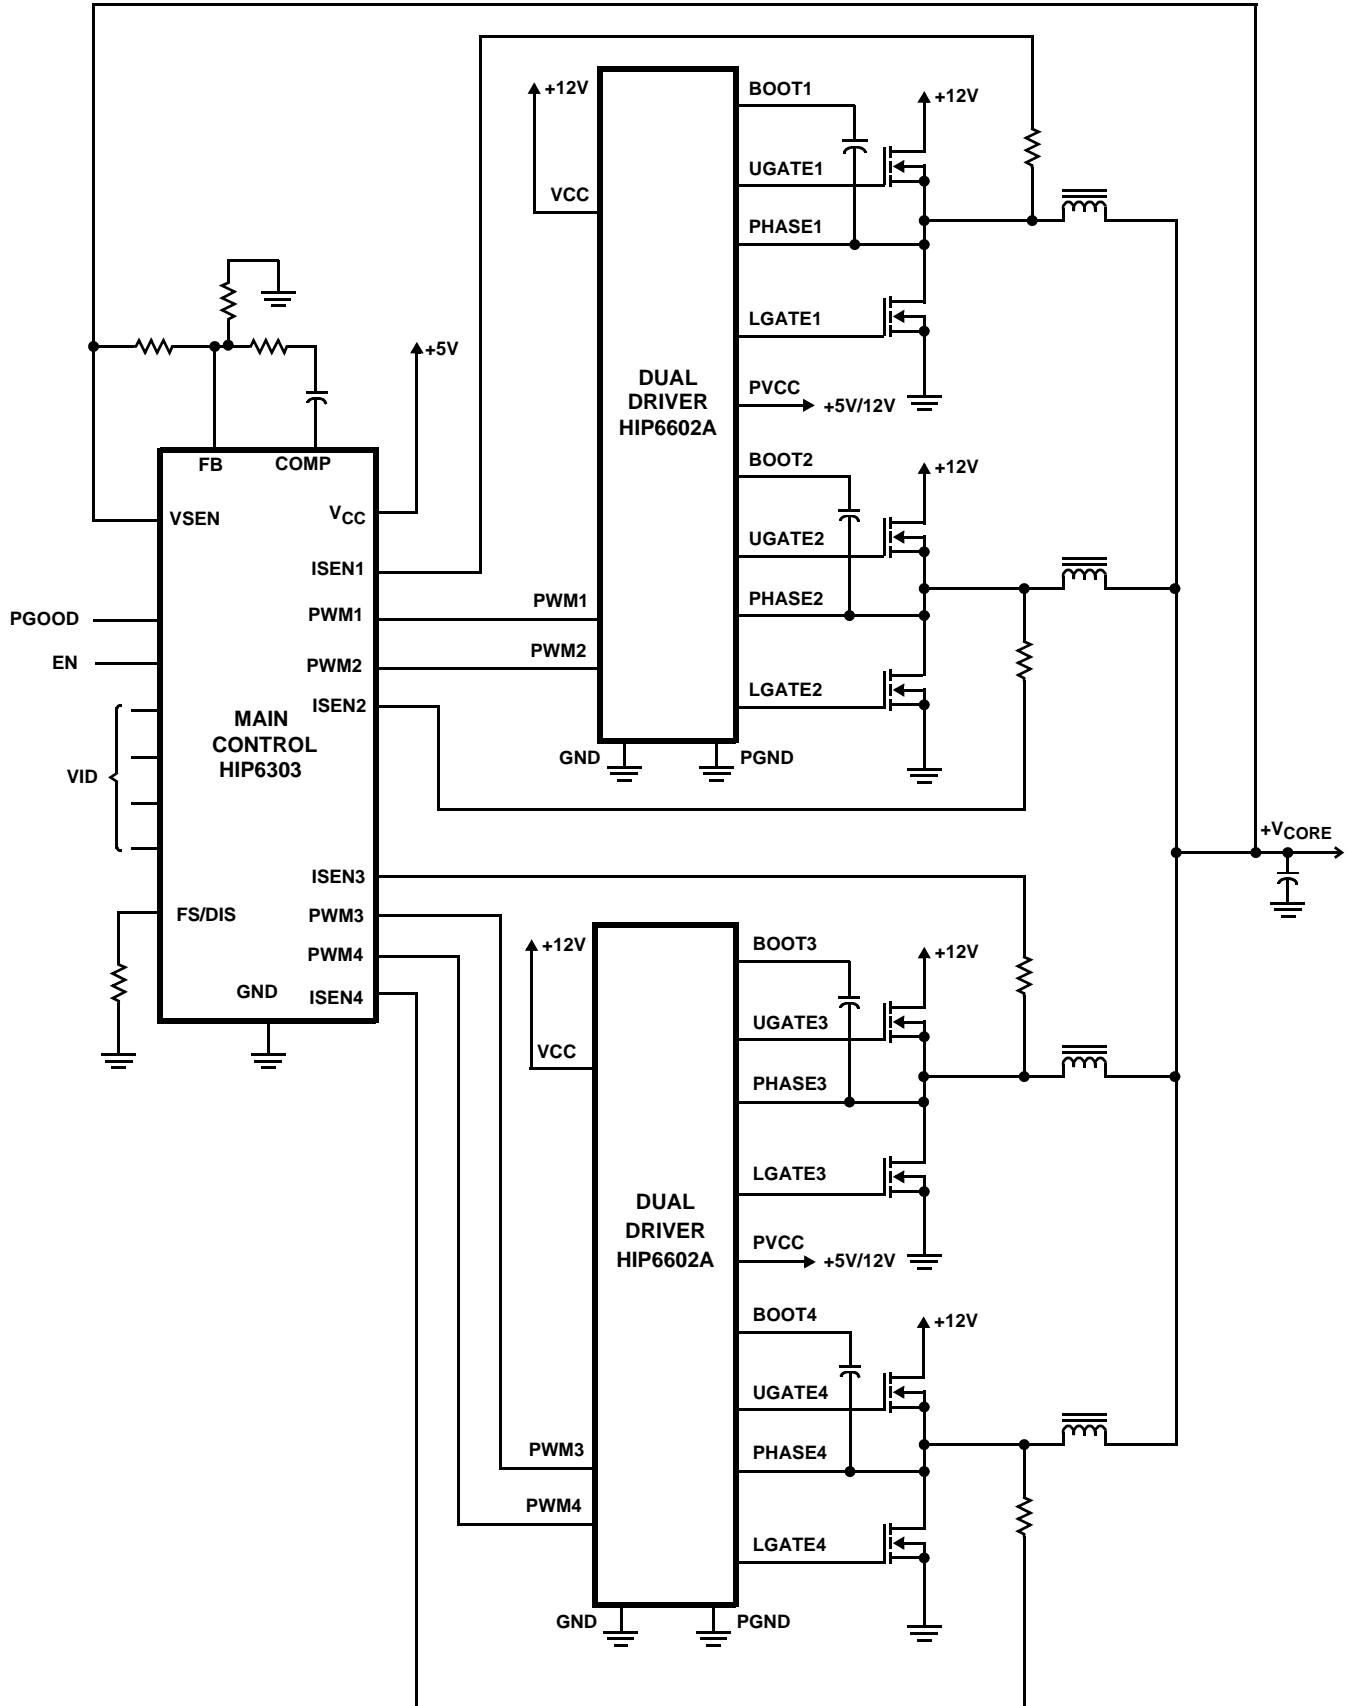 +12V
BOOT1
+12V
UGATE1
VCC
PHASE1
LGATE1
+5V
DUAL
DRIVER
HIP6602A
PVCC
+5V/12V
FB
COMP
BOOT2
+12V
VSEN
VCC
UGATE2
ISEN1
PGOOD
PWM1
PWM1
PHASE2
EN
PWM2
PWM2
ISEN2
LGATE2
MAIN
CONTROL
HIP6303
VID
GND
PGND
+VCORE
ISEN3
FS/DIS
PWM3
+12V
BOOT3
+12V
PWM4
GND
ISEN4
UGATE3
VCC
PHASE3
LGATE3
DUAL
DRIVER
HIP6602A
PVCC
+5V/12V
BOOT4
+12V
UGATE4
PWM3
PHASE4
PWM4
LGATE4
GND
PGND